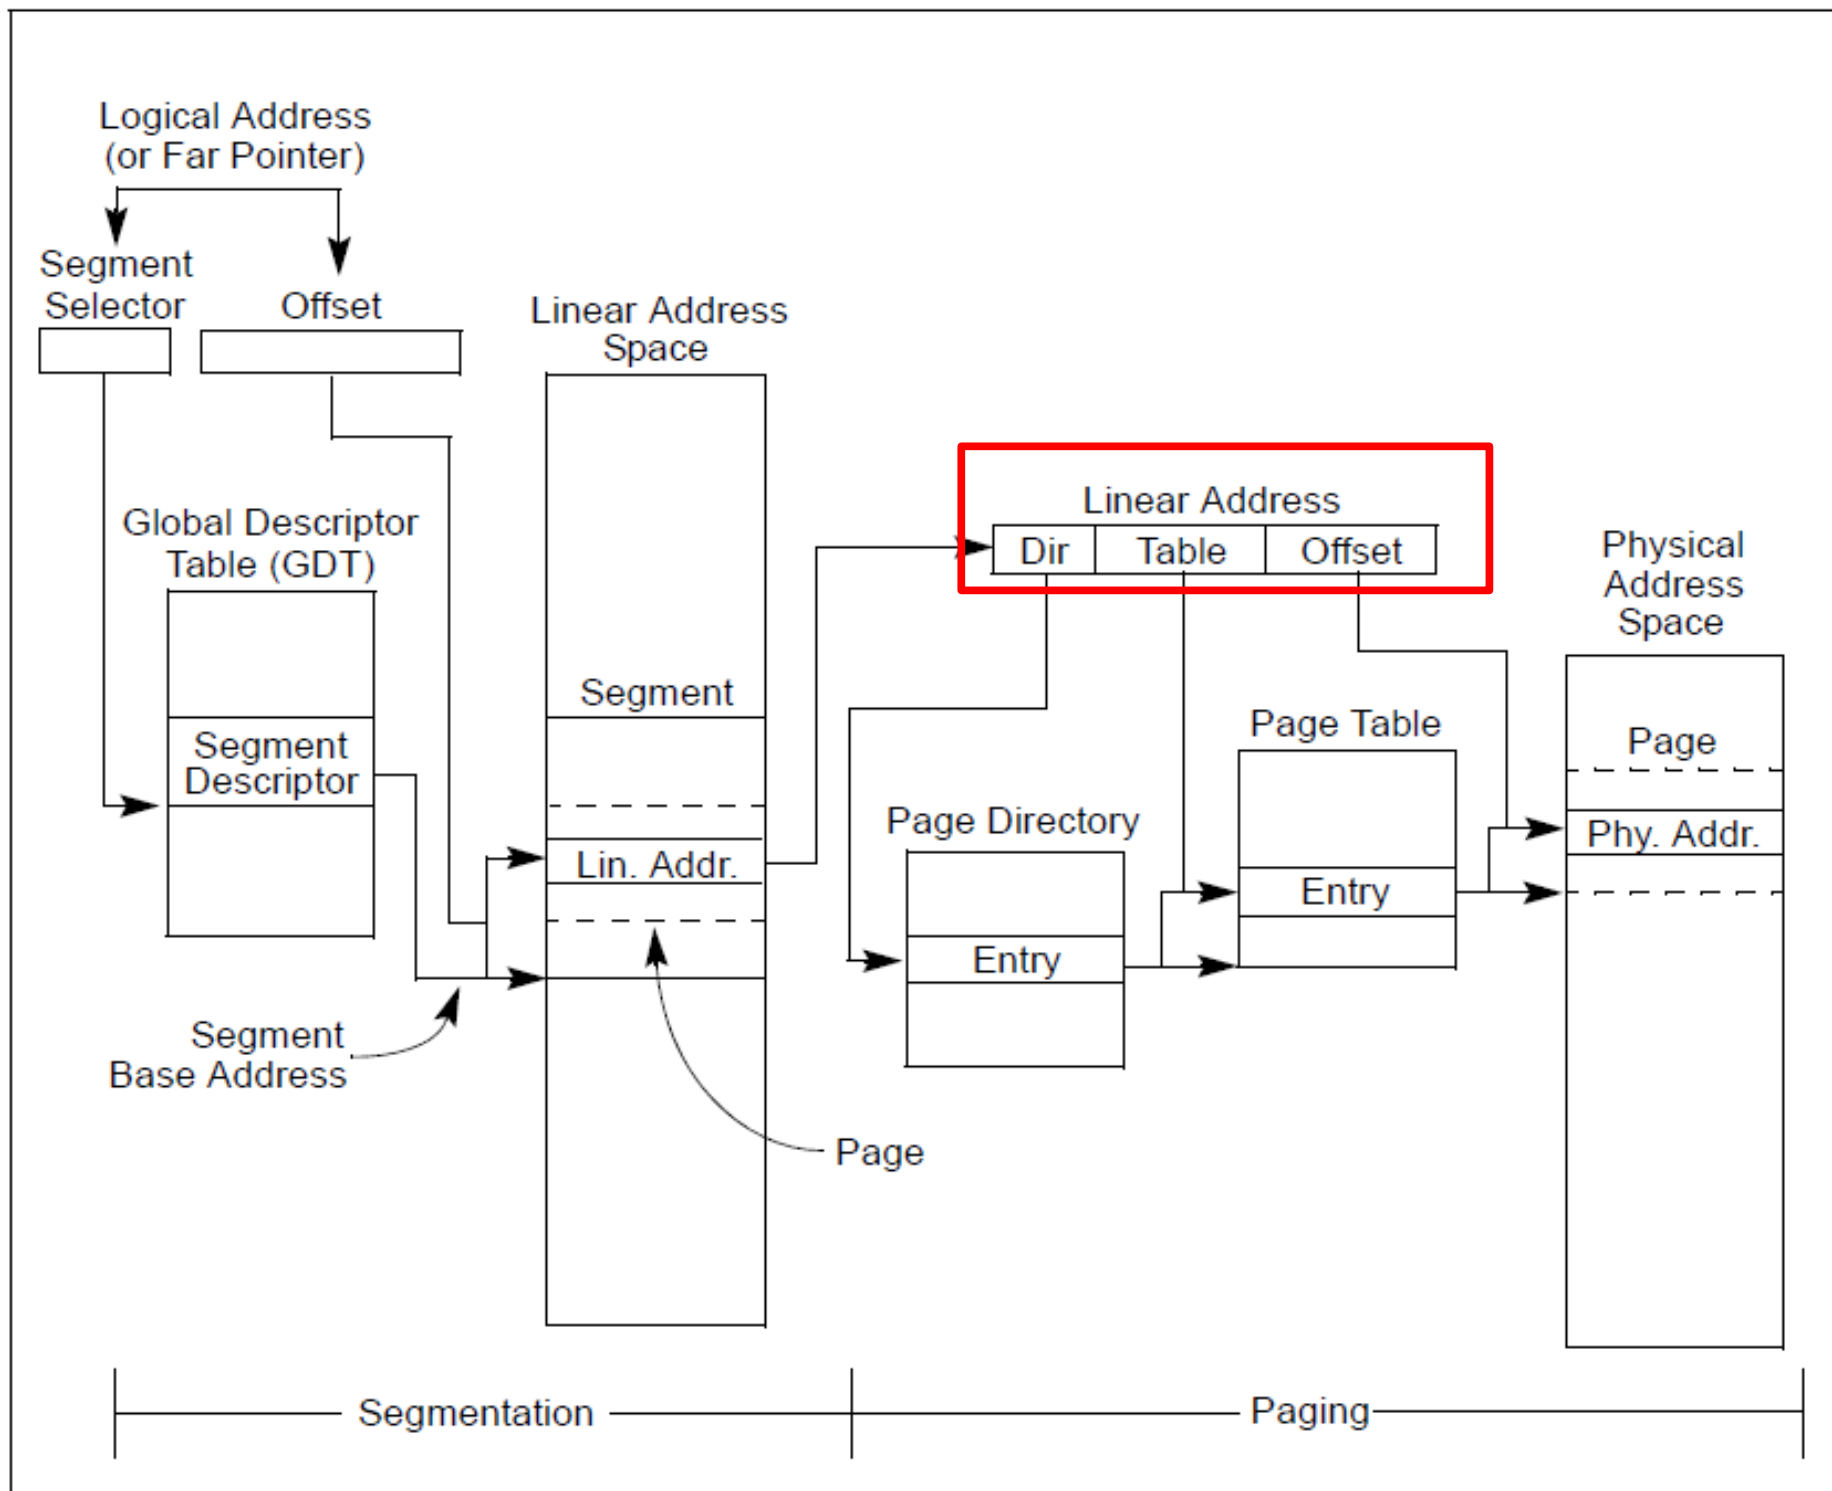 Logical Address
(or Far Pointer)
Segment
Selector
Offset
Linear Address
Space
Global Descriptor
Table (GDT)
Segment
Descriptor
Segment
Lin. Addr.
Segment
Base Address
Page
Linear Address
Dir
Table
Offset
Page Directory
Entry
Page Table
Entry
Physical
Address
Space
Page
Phy. Addr.
Segmentation
Paging